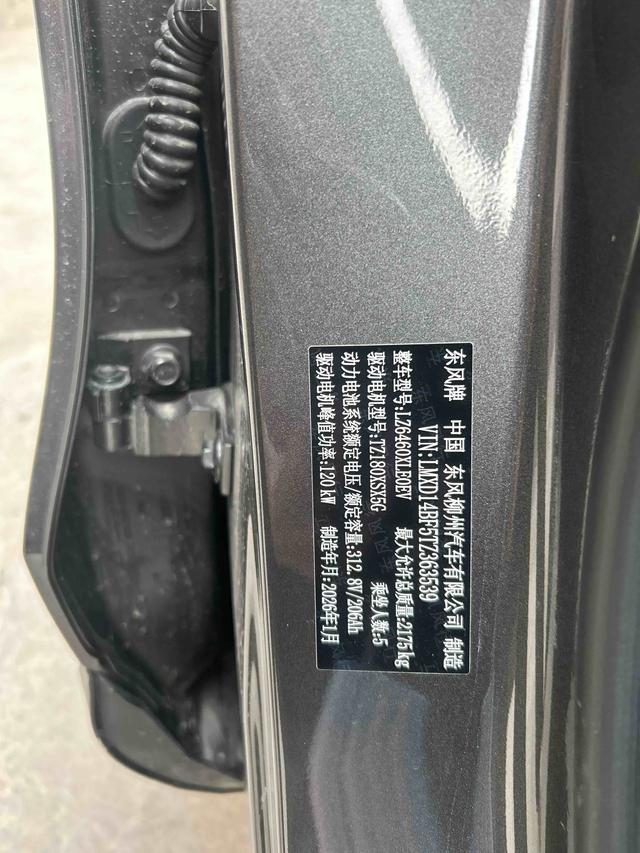 东风牌 中国 东风柳州汽车有限公司 制造
VIN:LMXD14BF5TZ363539
整车型号:LZ6460XLE0EV 最大允许总质量:2175kg
驱动电机型号:TZ180XSX5G 乘坐人数:5
动力电池系统额定电压/额定容量:312.8V/206Ah
驱动电机峰值功率:120kW 制造年月:2026年1月